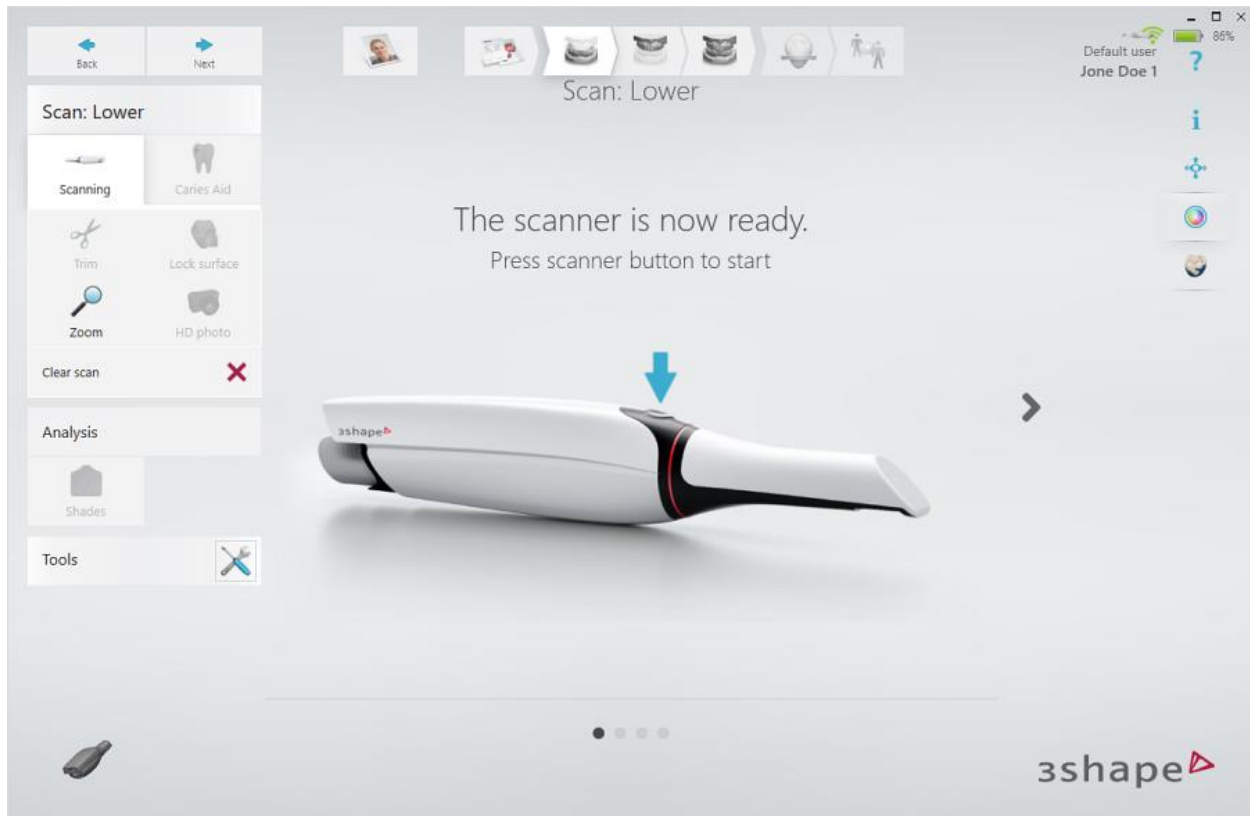 Back
Next
86%
Default user
Jone Doe 1
?
i
Scan: Lower
Scan: Lower
Scanning
Caries Aid
Trim
Lock surface
Zoom
HD photo
Clear scan
Analysis
Shades
Tools
The scanner is now ready.
Press scanner button to start
3shape
3shape